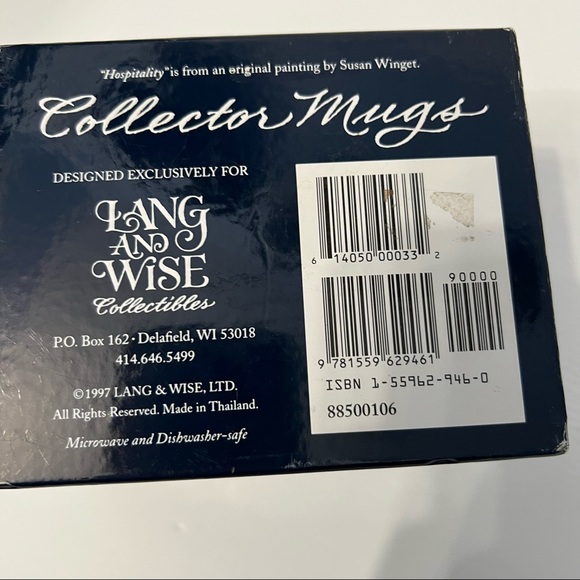 "Hospitality" is from an original painting by Susan Winget.
Collector Mugs
DESIGNED EXCLUSIVELY FOR
LANG
AND
WISE
Collectibles
P.O. Box 162 · Delafield, WI 53018
414.646.5499
©1997 LANG & WISE, LTD.
All Rights Reserved. Made in Thailand.
Microwave and Dishwasher-safe
6 14050 00033 2
90000
9 781559 629461
ISBN 1-55962-946-0
88500106